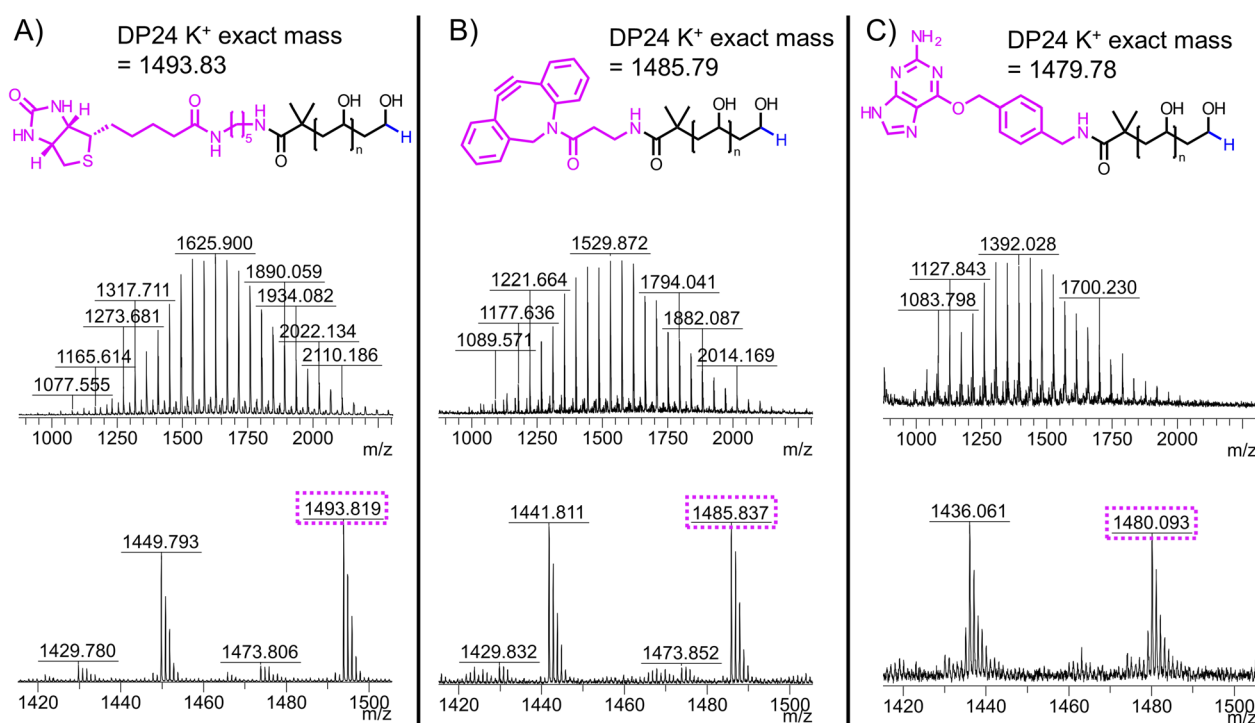 A)
DP24 K⁺ exact mass
= 1493.83
O
NH
HN
H
H
S
O
N
H
5
H
N
O
OH
n
OH
H
1625.900
1890.059
1317.711
1934.082
1273.681
2022.134
1165.614
2110.186
1077.555
1000 1250 1500 1750 2000
m/z
1493.819
1449.793
1429.780
1473.806
1420 1440 1460 1480 1500
m/z
B)
DP24 K⁺ exact mass
= 1485.79
N
O
H
N
O
OH
n
OH
H
1529.872
1221.664
1794.041
1177.636
1882.087
1089.571
2014.169
1000 1250 1500 1750 2000
m/z
1441.811
1485.837
1429.832
1473.852
1420 1440 1460 1480 1500
m/z
C)
DP24 K⁺ exact mass
= 1479.78
NH₂
N
N
HN
N
O
N
H
O
OH
n
OH
H
1392.028
1127.843
1700.230
1083.798
1000 1250 1500 1750 2000
m/z
1436.061
1480.093
1420 1440 1460 1480 1500
m/z